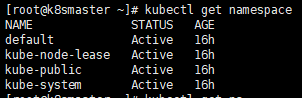 [root@k8smaster ~]# kubectl get namespace
NAME STATUS AGE
default Active 16h
kube-node-lease Active 16h
kube-public Active 16h
kube-system Active 16h